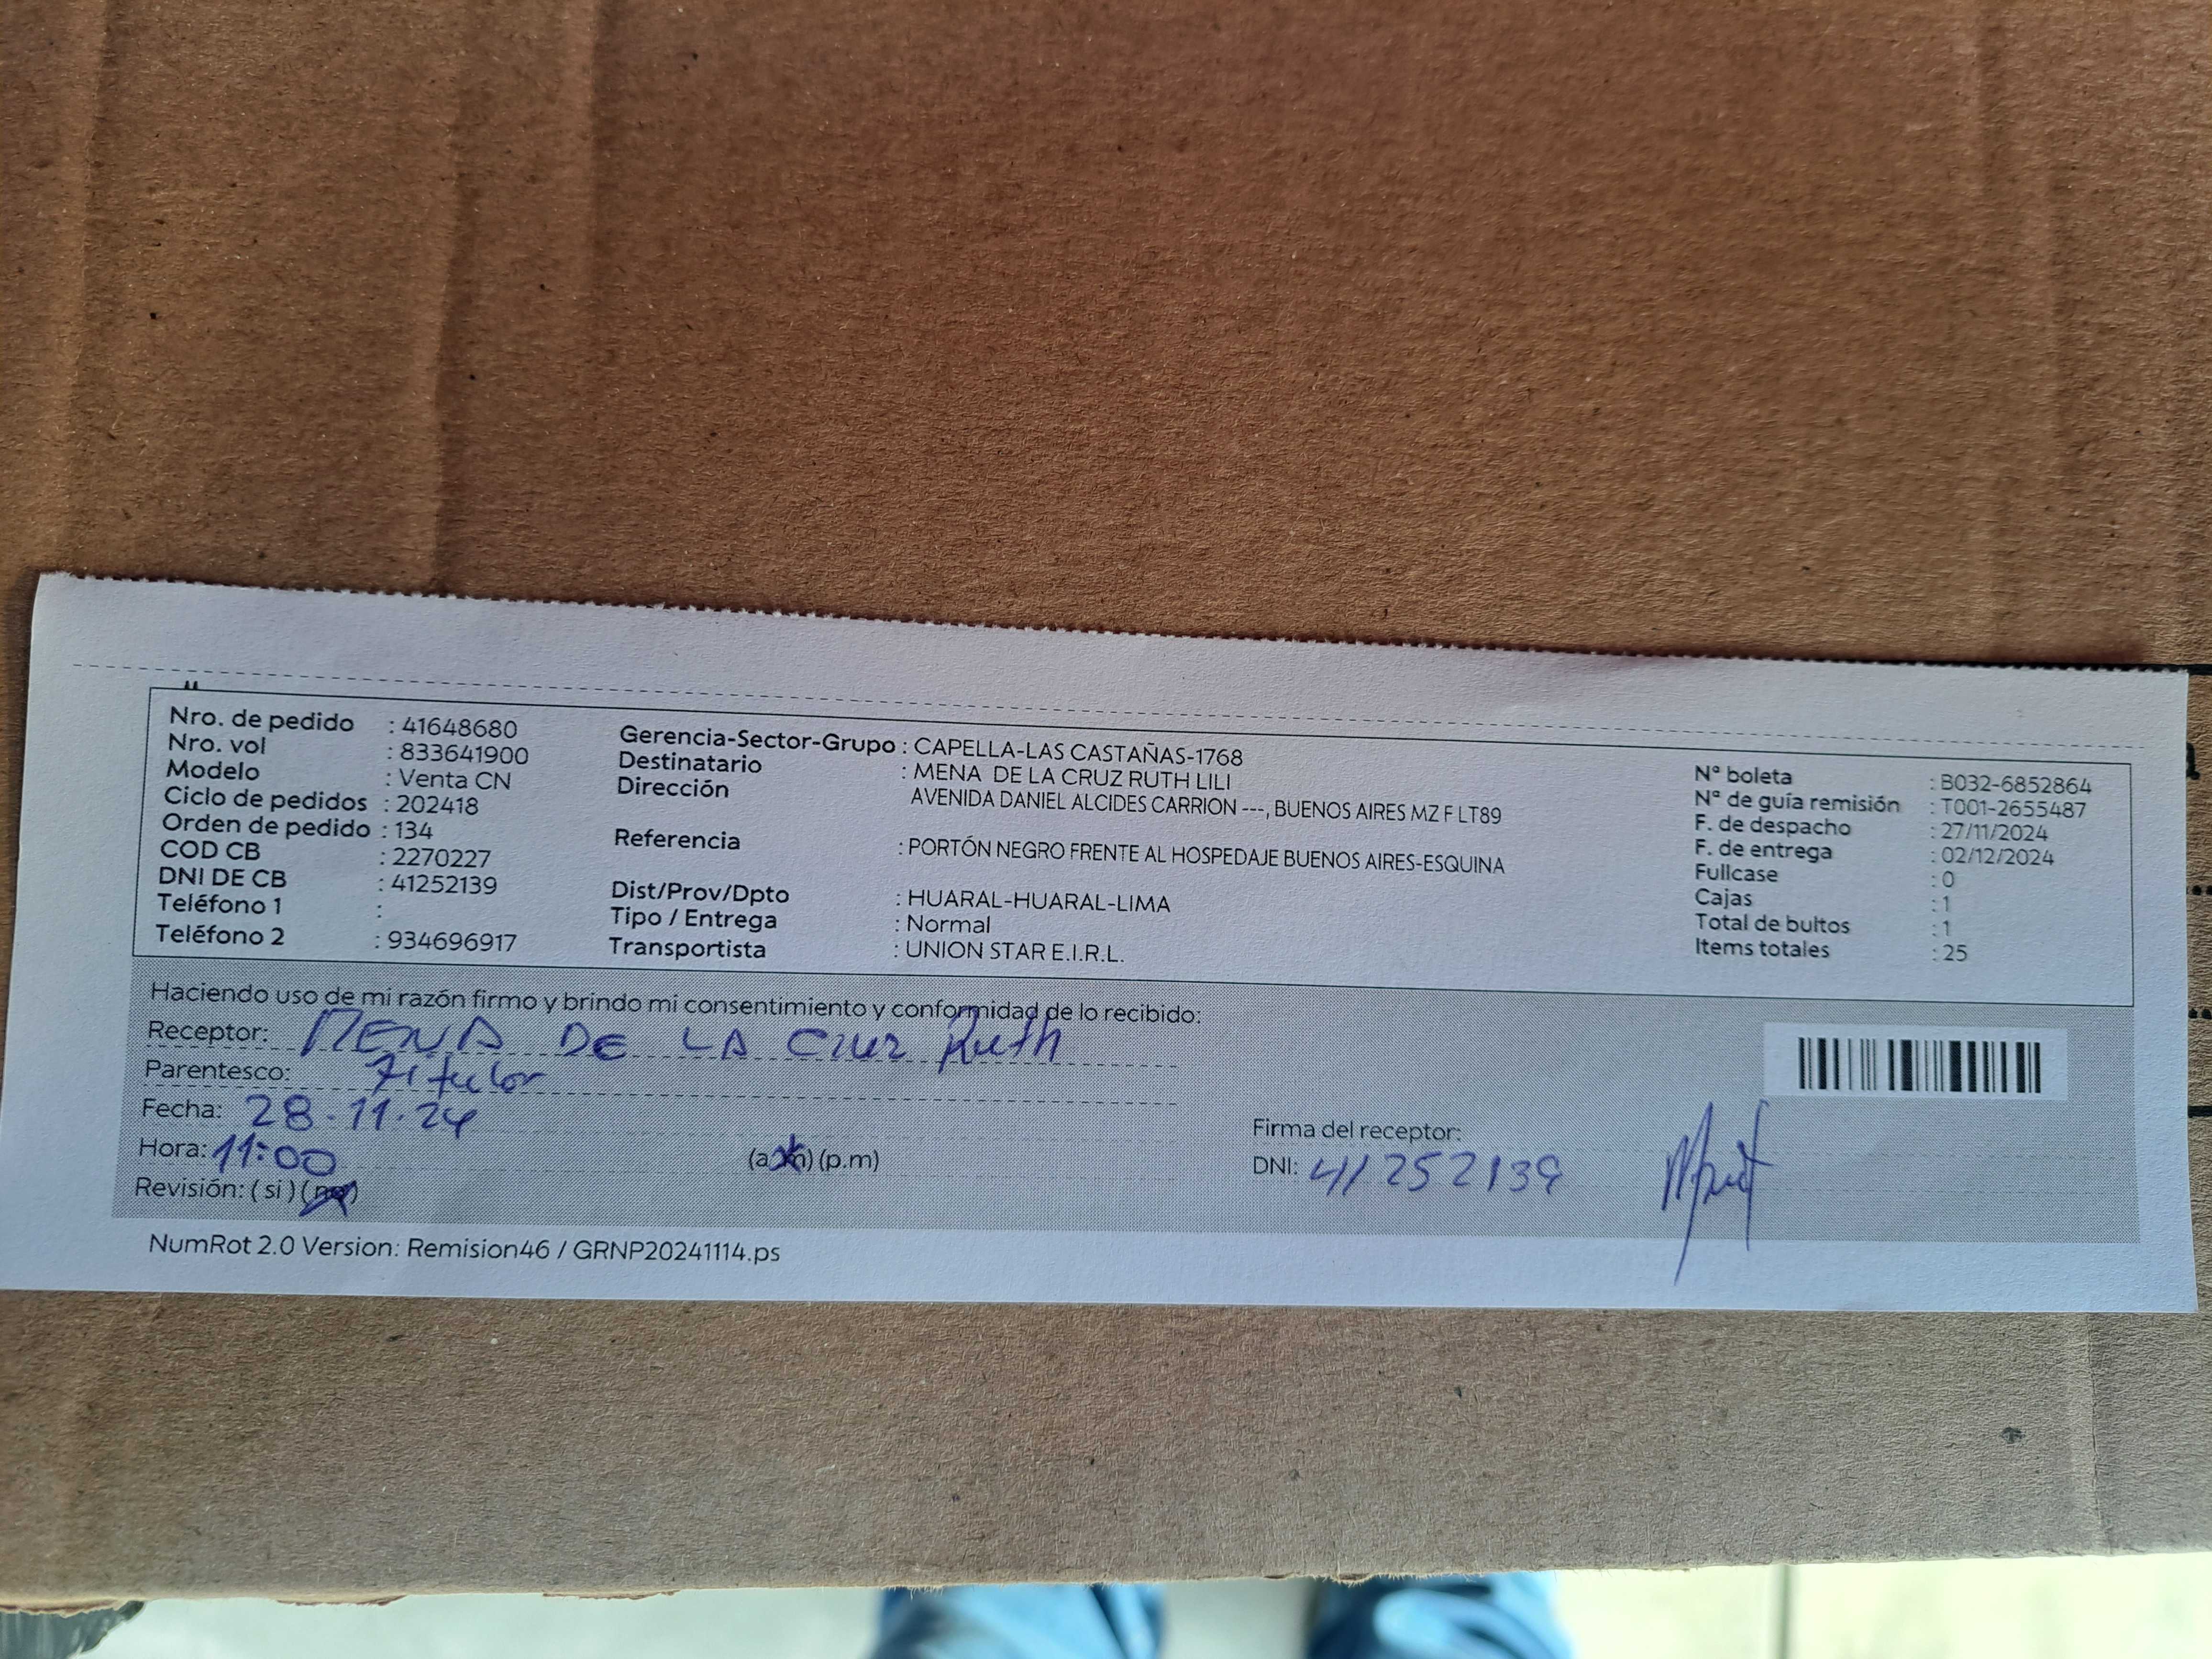 Nro. de pedido : 41648680
Nro. vol : 833641900
Modelo : Venta CN
Ciclo de pedidos : 202418
Orden de pedido : 134
COD CB : 2270227
DNI DE CB : 41252139
Teléfono 1 :
Teléfono 2 : 934696917
Gerencia-Sector-Grupo : CAPELLA-LAS CASTAÑAS-1768
Destinatario : MENA DE LA CRUZ RUTH LILI
Dirección AVENIDA DANIEL ALCIDES CARRION ---, BUENOS AIRES MZ F LT89
Referencia : PORTÓN NEGRO FRENTE AL HOSPEDAJE BUENOS AIRES-ESQUINA
Dist/Prov/Dpto : HUARAL-HUARAL-LIMA
Tipo / Entrega : Normal
Transportista : UNION STAR E.I.R.L.
N° boleta : B032-6852864
N° de guía remisión : T001-2655487
F. de despacho : 27/11/2024
F. de entrega : 02/12/2024
Fullcase : 0
Cajas : 1
Total de bultos : 1
Items totales : 25
Haciendo uso de mi razón firmo y brindo mi consentimiento y conformidad de lo recibido:
Receptor: MENA DE LA Cruz Ruth
Parentesco: Titular
Fecha: 28-11-24
Hora: 11:00 (a.m) (p.m)
Revisión: ( si ) (no)
Firma del receptor:
DNI: 41252139
NumRot 2.0 Version: Remision46 / GRNP20241114.ps